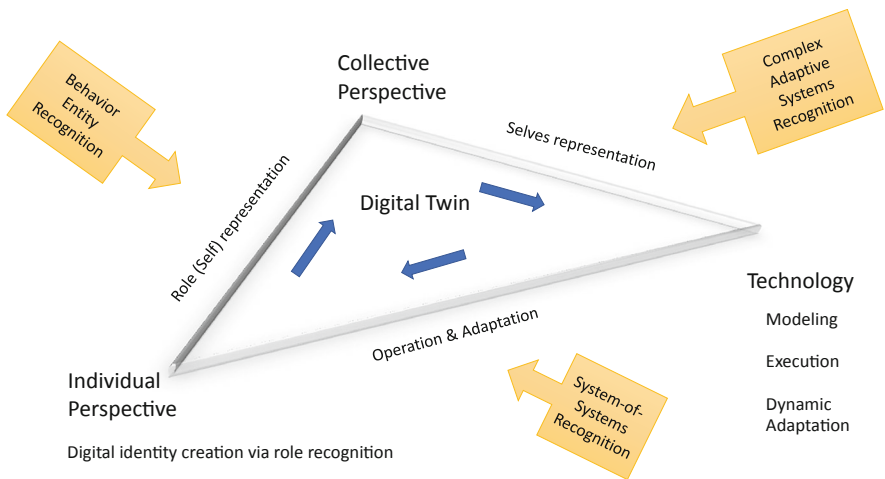 Behavior
Entity
Recognition
Collective
Perspective
Complex
Adaptive
Systems
Recognition
Selves representation
Role (Self) representation
Digital Twin
Operation & Adaptation
Technology
Modeling
Execution
Dynamic
Adaptation
Individual
Perspective
System-of-
Systems
Recognition
Digital identity creation via role recognition